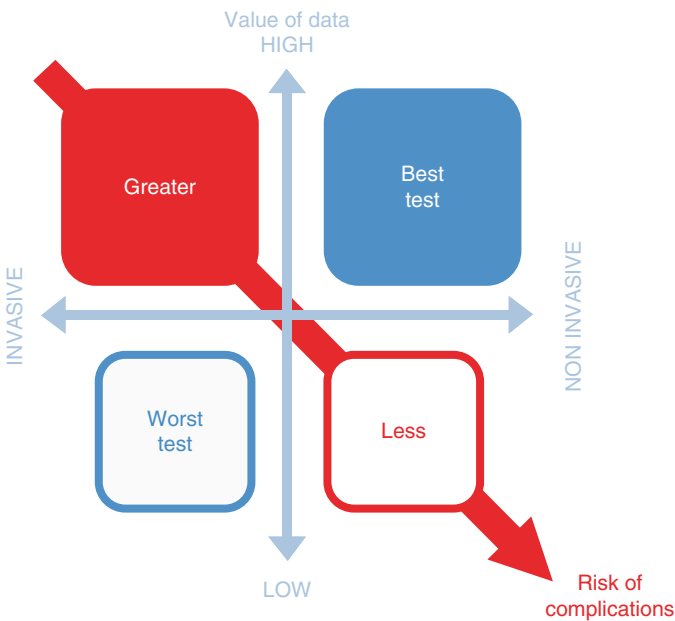 Value of data
HIGH
Greater
Best
test
INVASIVE
NON INVASIVE
Worst
test
Less
LOW
Risk of
complications